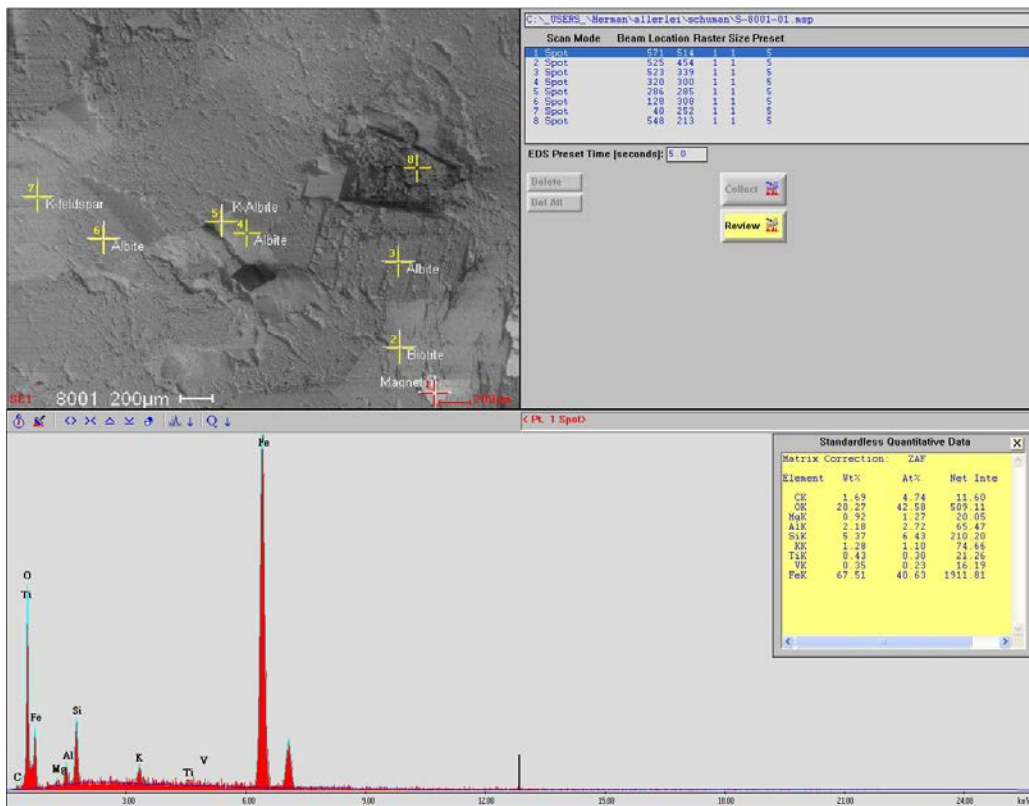 C:\_USERS_\Herman\allerlei\schuman\S-8001-01.msp
Scan Mode Beam Location Raster Size Preset
1 Spot 571 514 1 1 5
2 Spot 525 454 1 1 5
3 Spot 523 339 1 1 5
4 Spot 320 300 1 1 5
5 Spot 286 285 1 1 5
6 Spot 128 308 1 1 5
7 Spot 40 252 1 1 5
8 Spot 548 213 1 1 5
EDS Preset Time (seconds): 5.0
Delete
Del All
Collect
Review
8
7
K-feldspar
K-Albite
5
4
Albite
6
Albite
3
Albite
2
Biotite
Magnet
1
SE1 8001 200µm
200µm
< Pt. 1 Spot>
Standardless Quantitative Data X
Matrix Correction: ZAF
Element Wt% At% Net Inte
CK 1.69 4.74 11.60
OK 20.27 42.58 509.11
MgK 0.92 1.27 20.05
AlK 2.18 2.72 65.47
SiK 5.37 6.43 210.20
KK 1.28 1.10 74.66
TiK 0.43 0.30 21.26
VK 0.35 0.23 16.19
FeK 67.51 40.63 1911.81
Fe
O
Ti
Fe
Si
Al
Mg
C
K
Ti
V
3.00 6.00 9.00 12.00 15.00 18.00 21.00 24.00